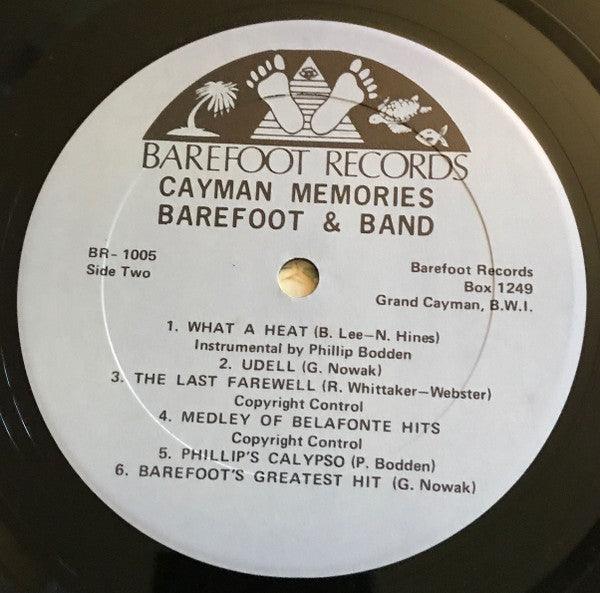 BAREFOOT RECORDS
CAYMAN MEMORIES
BAREFOOT & BAND
BR- 1005
Side Two
Barefoot Records
Box 1249
Grand Cayman, B.W.I.
1. WHAT A HEAT (B. Lee—N. Hines)
Instrumental by Phillip Bodden
2. UDELL (G. Nowak)
3. THE LAST FAREWELL (R. Whittaker—Webster)
Copyright Control
4. MEDLEY OF BELAFONTE HITS
Copyright Control
5. PHILLIP'S CALYPSO (P. Bodden)
6. BAREFOOT'S GREATEST HIT (G. Nowak)